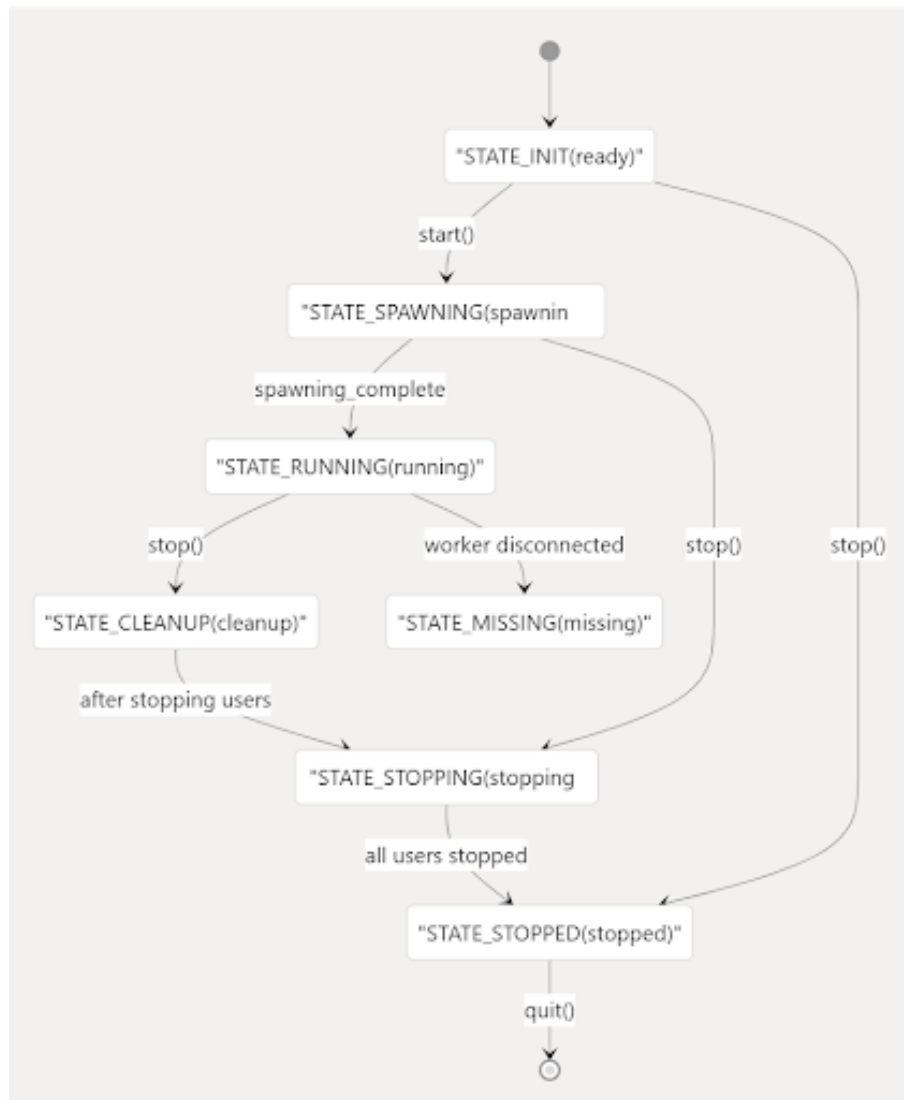 "STATE_INIT(ready)"
start()
"STATE_SPAWNING(spawnin
spawning_complete
"STATE_RUNNING(running)"
stop()
worker disconnected
stop()
stop()
"STATE_CLEANUP(cleanup)"
"STATE_MISSING(missing)"
after stopping users
"STATE_STOPPING(stopping
all users stopped
"STATE_STOPPED(stopped)"
quit()